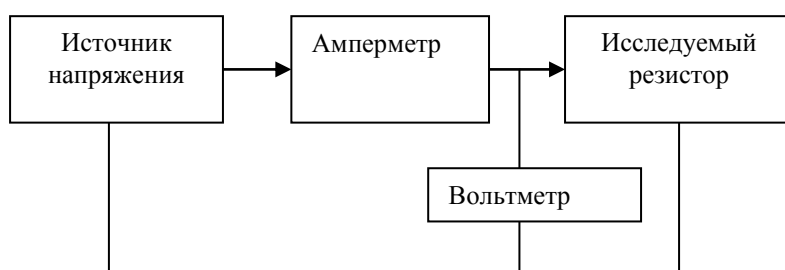 Источник
напряжения
Амперметр
Исследуемый
резистор
Вольтметр